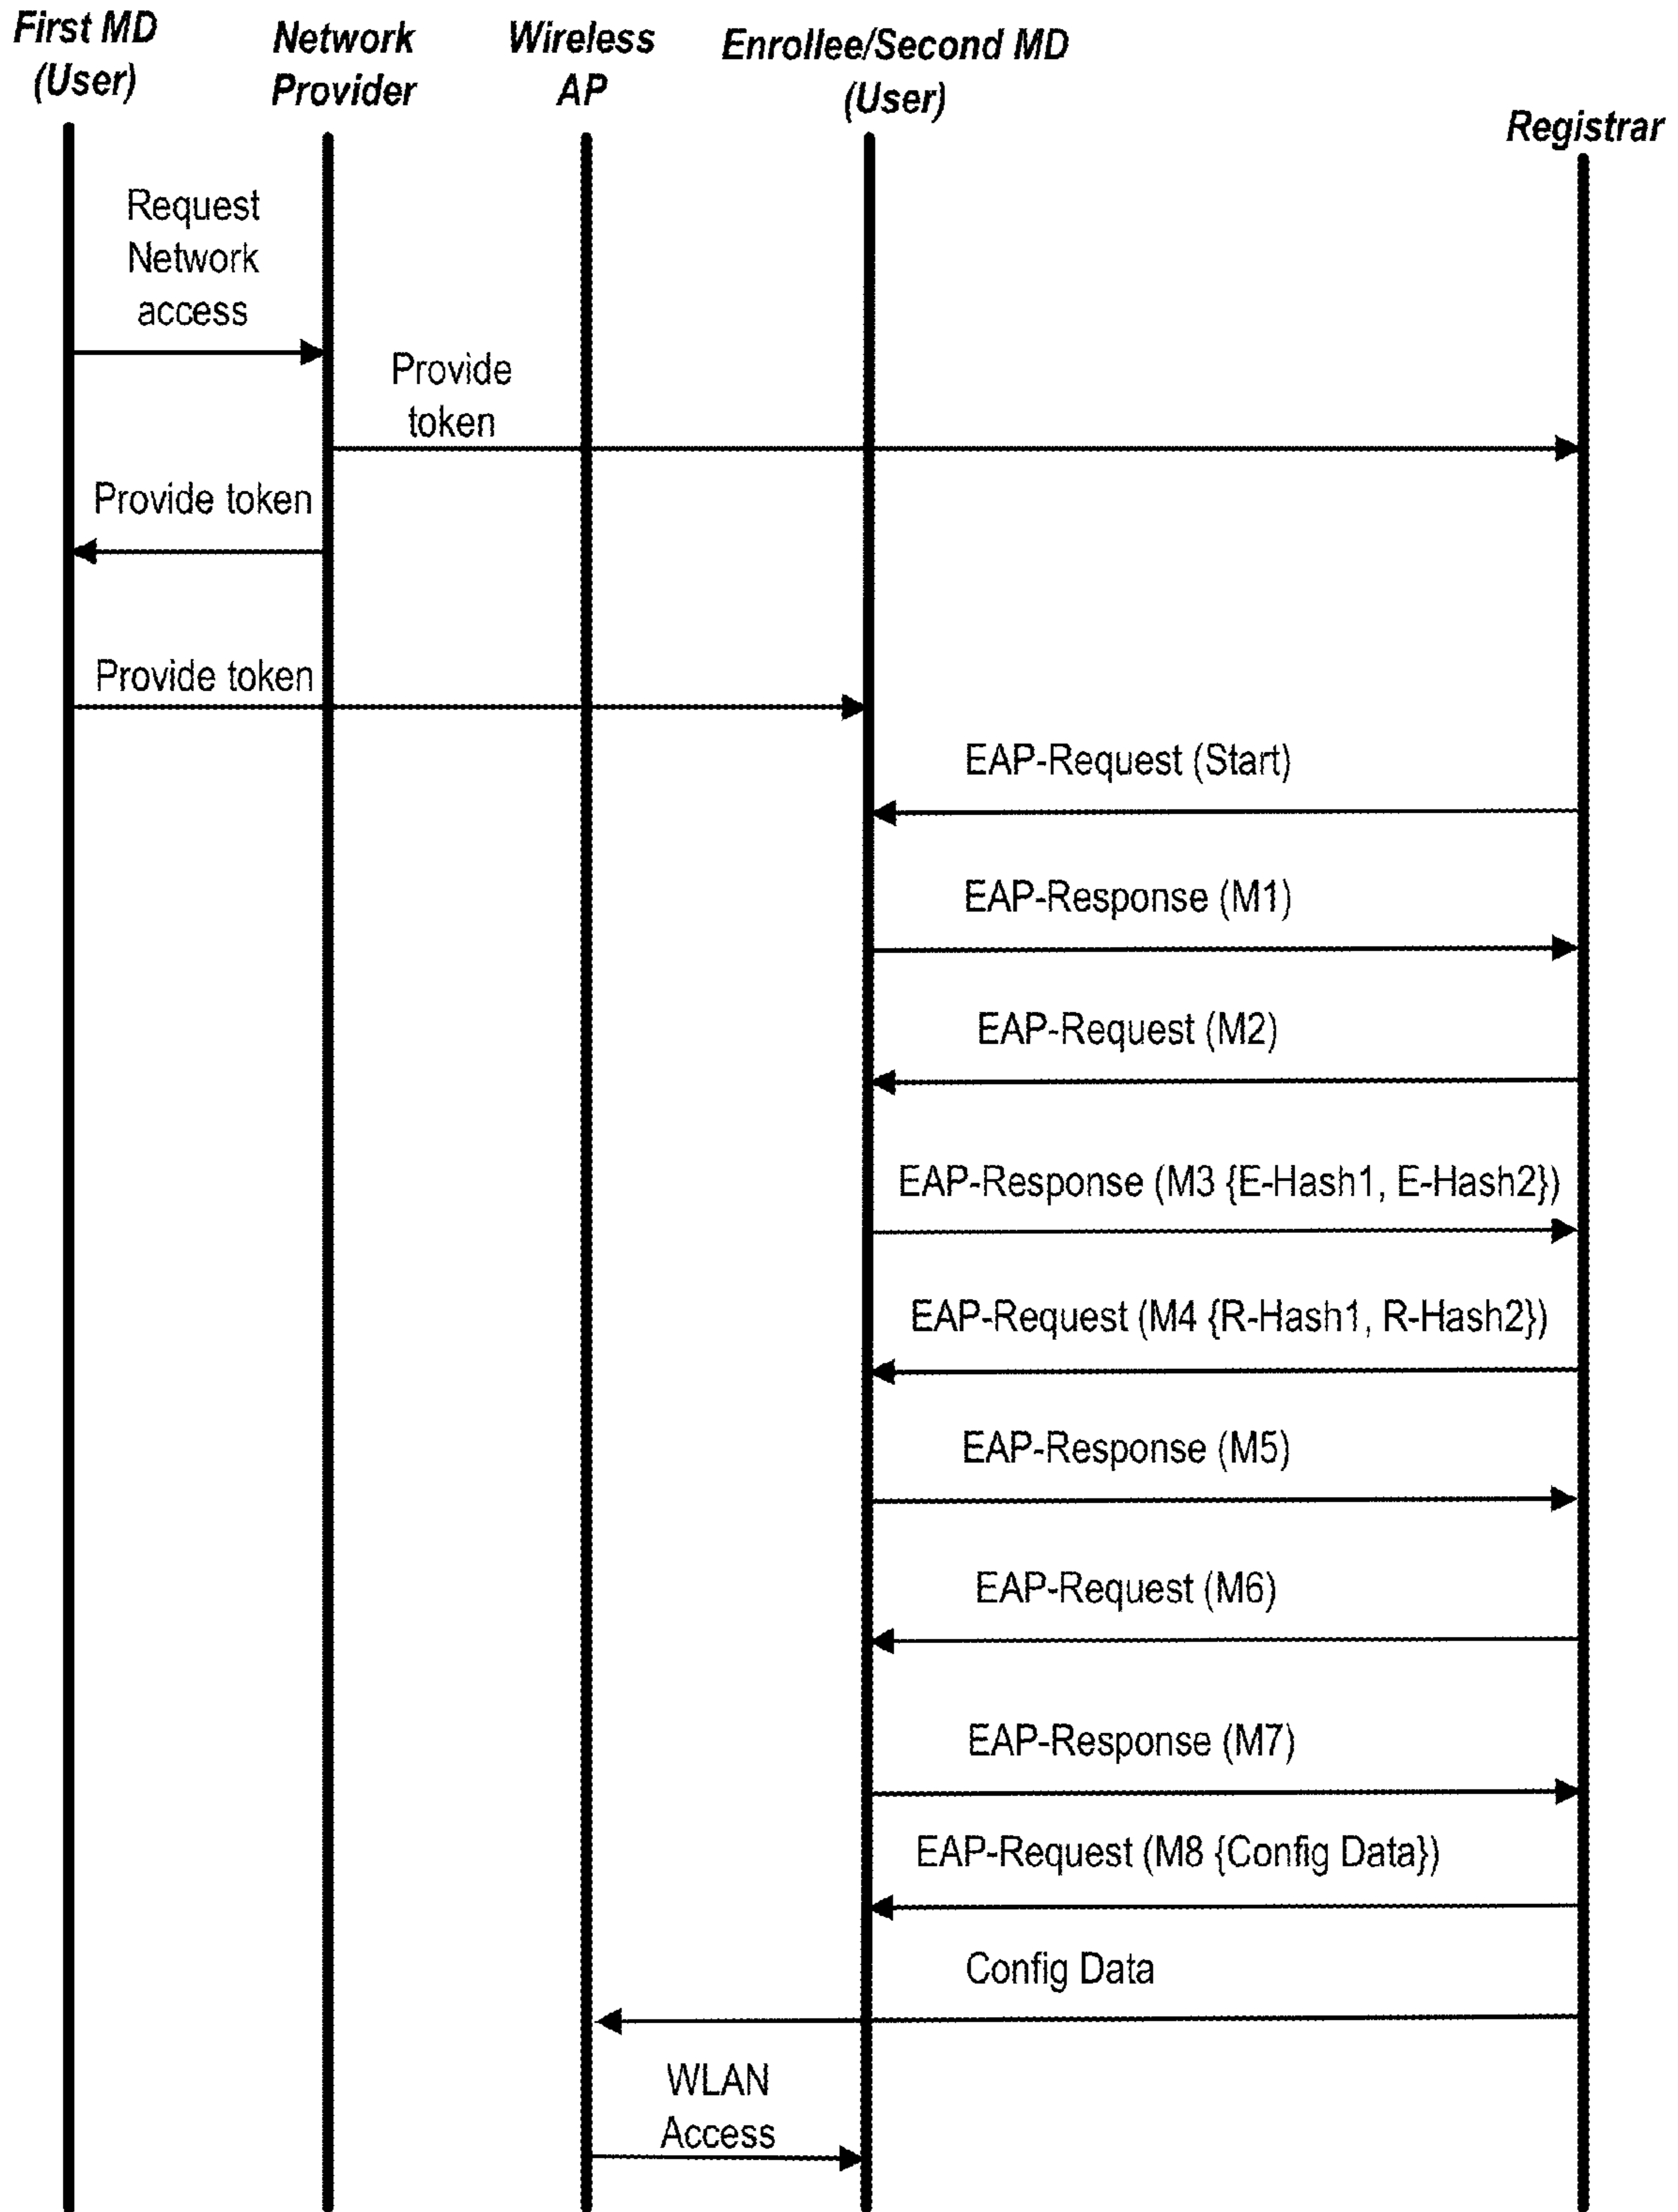 First MD
(User)
Network
Provider
Wireless
AP
Enrollee/Second MD
(User)
Registrar
Request
Network
access
Provide
token
Provide token
Provide token
EAP-Request (Start)
EAP-Response (M1)
EAP-Request (M2)
EAP-Response (M3 {E-Hash1, E-Hash2})
EAP-Request (M4 {R-Hash1, R-Hash2})
EAP-Response (M5)
EAP-Request (M6)
EAP-Response (M7)
EAP-Request (M8 {Config Data})
Config Data
WLAN
Access